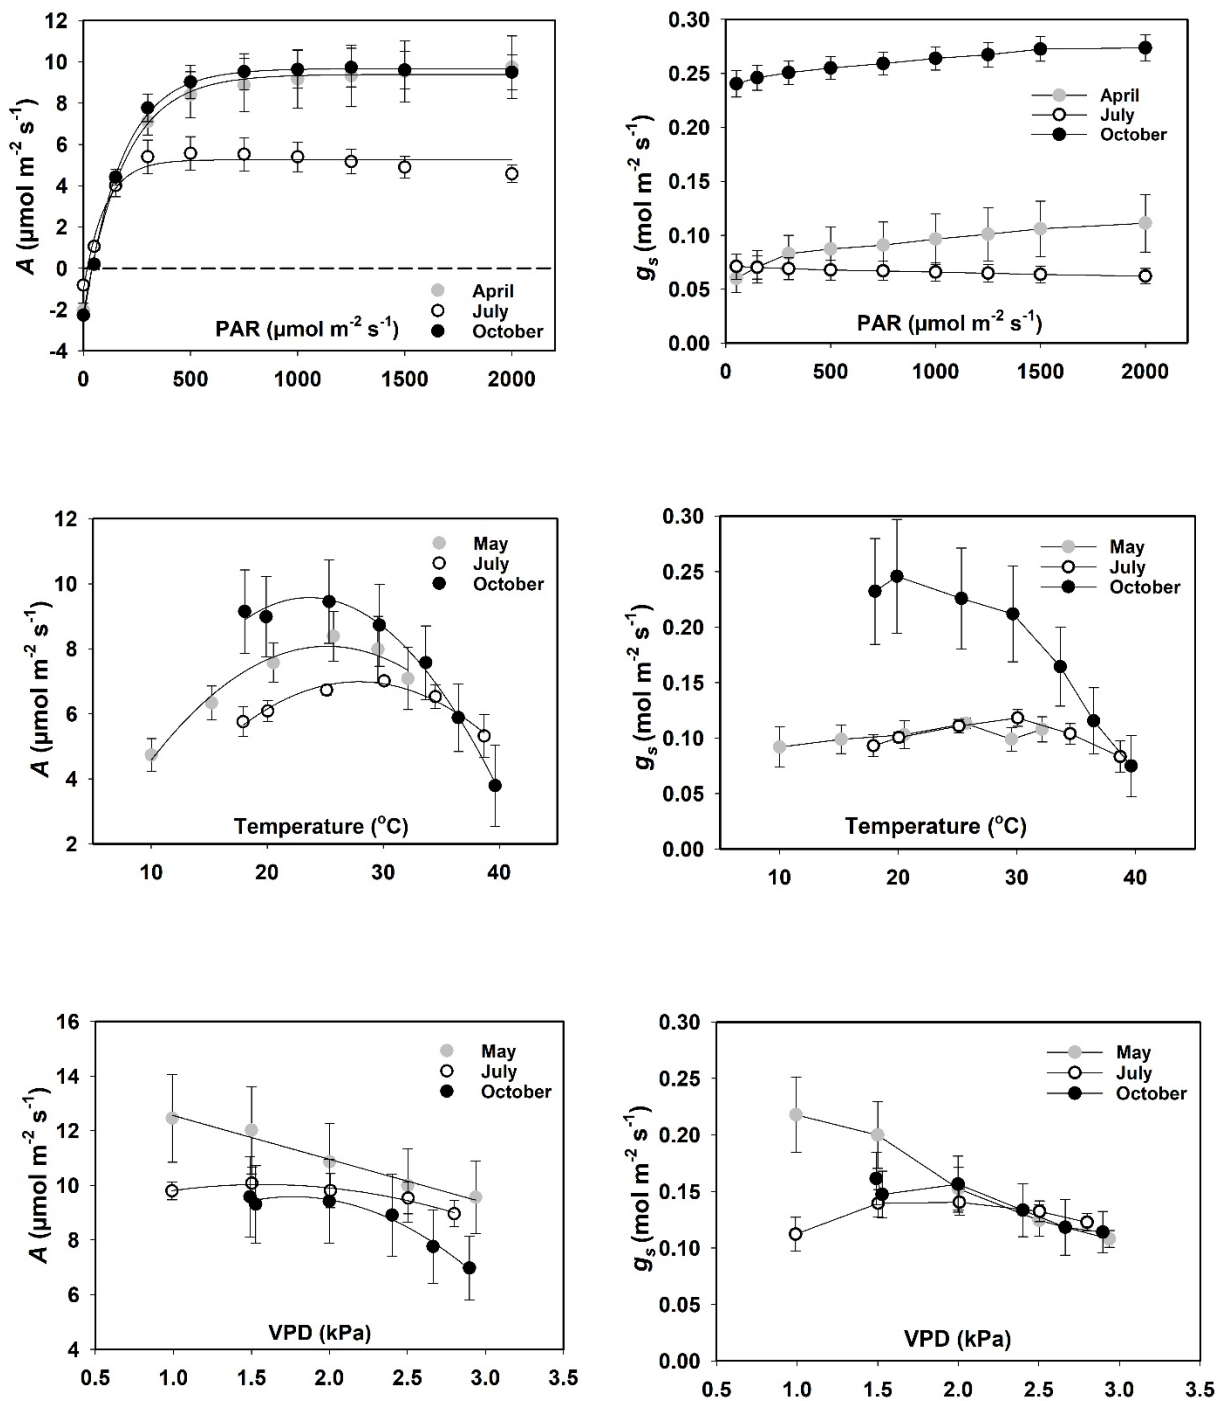 12
10
8
6
4
2
0
-2
-4
A (µmol m-2 s-1)
April
July
October
PAR (µmol m-2 s-1)
0 500 1000 1500 2000
0.30
0.25
0.20
0.15
0.10
0.05
0.00
gs (mol m-2 s-1)
April
July
October
PAR (µmol m-2 s-1)
0 500 1000 1500 2000
12
10
8
6
4
2
A (µmol m-2 s-1)
May
July
October
Temperature (oC)
10 20 30 40
0.30
0.25
0.20
0.15
0.10
0.05
0.00
gs (mol m-2 s-1)
May
July
October
Temperature (oC)
10 20 30 40
16
14
12
10
8
6
4
A (µmol m-2 s-1)
May
July
October
VPD (kPa)
0.5 1.0 1.5 2.0 2.5 3.0 3.5
0.30
0.25
0.20
0.15
0.10
0.05
0.00
gs (mol m-2 s-1)
May
July
October
VPD (kPa)
0.5 1.0 1.5 2.0 2.5 3.0 3.5